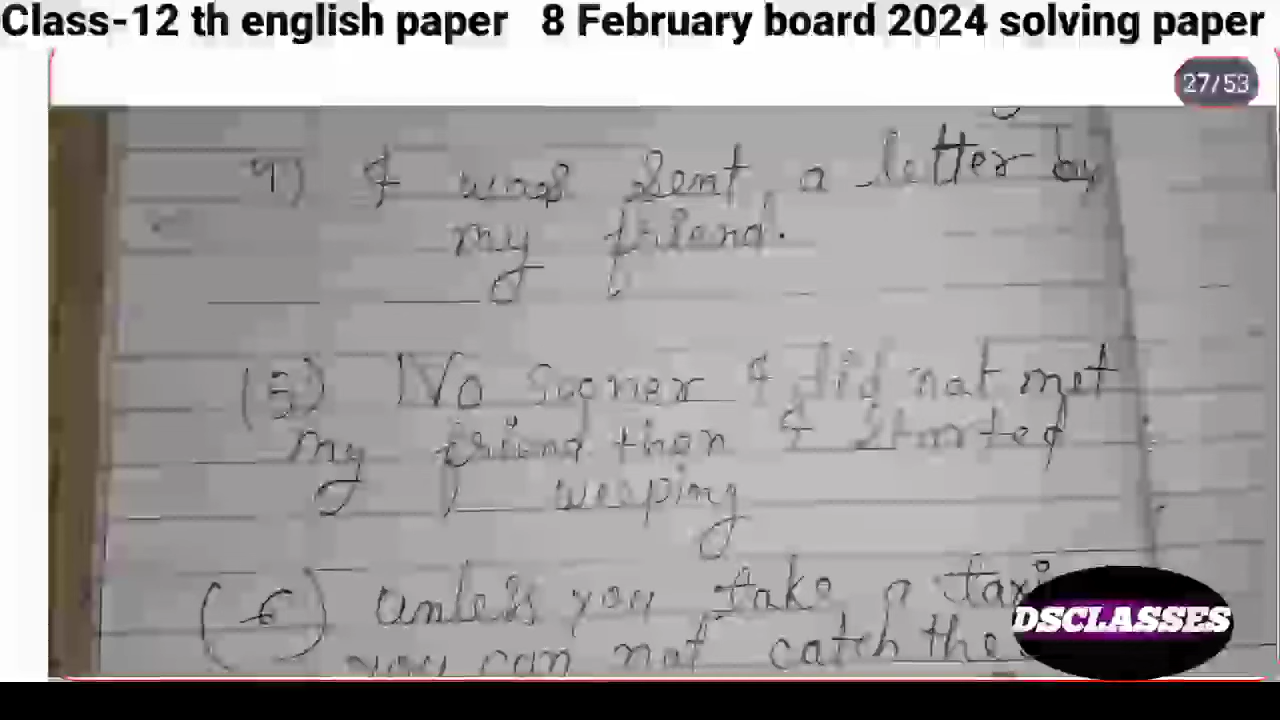 Class-12 th english paper 8 February board 2024 solving paper
27/53
4) I was sent a letter by
my friend.
(5) No sooner I did not met
my friend than I started
weeping
(6) unless you take a taxi
you can not catch the
DSCLASSES